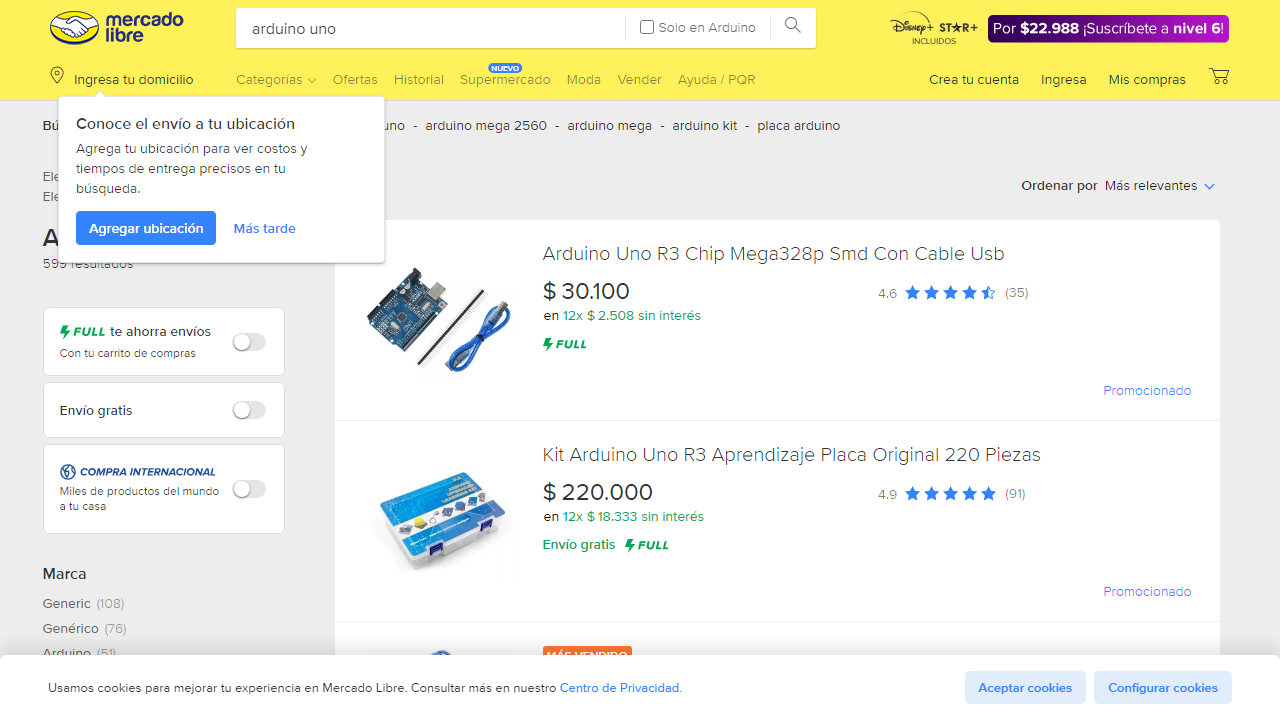 mercado
libre
arduino uno
Solo en Arduino
Disney+ STAR+
INCLUIDOS
Por $22.988 ¡Suscríbete a nivel 6!
Ingresa tu domicilio
Categorías
Ofertas
Historial
NUEVO
Supermercado
Moda
Vender
Ayuda / PQR
Crea tu cuenta
Ingresa
Mis compras
Conoce el envío a tu ubicación
Agrega tu ubicación para ver costos y
tiempos de entrega precisos en tu
búsqueda.
Agregar ubicación
Más tarde
uno - arduino mega 2560 - arduino mega - arduino kit - placa arduino
Ordenar por Más relevantes
599 resultados
FULL te ahorra envíos
Con tu carrito de compras
Envío gratis
COMPRA INTERNACIONAL
Miles de productos del mundo
a tu casa
Marca
Generic (108)
Genérico (76)
Arduino (51)
Arduino Uno R3 Chip Mega328p Smd Con Cable Usb
$ 30.100
4.6 (35)
en 12x $ 2.508 sin interés
FULL
Promocionado
Kit Arduino Uno R3 Aprendizaje Placa Original 220 Piezas
$ 220.000
4.9 (91)
en 12x $ 18.333 sin interés
Envío gratis FULL
Promocionado
MÁS VENDIDO
Usamos cookies para mejorar tu experiencia en Mercado Libre. Consultar más en nuestro Centro de Privacidad.
Aceptar cookies
Configurar cookies